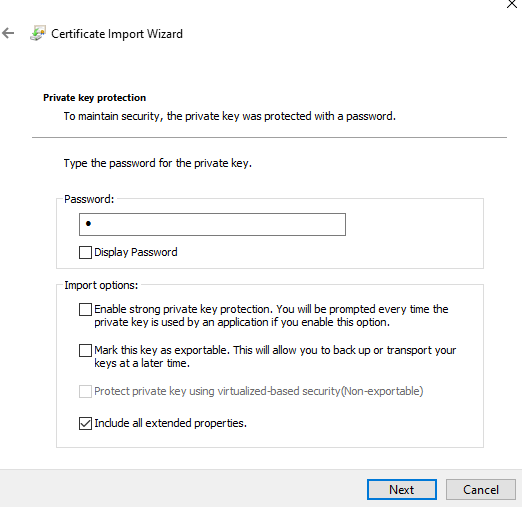 Certificate Import Wizard
Private key protection
To maintain security, the private key was protected with a password.
Type the password for the private key.
Password:
●
Display Password
Import options:
Enable strong private key protection. You will be prompted every time the
private key is used by an application if you enable this option.
Mark this key as exportable. This will allow you to back up or transport your
keys at a later time.
Protect private key using virtualized-based security(Non-exportable)
Include all extended properties.
Next
Cancel